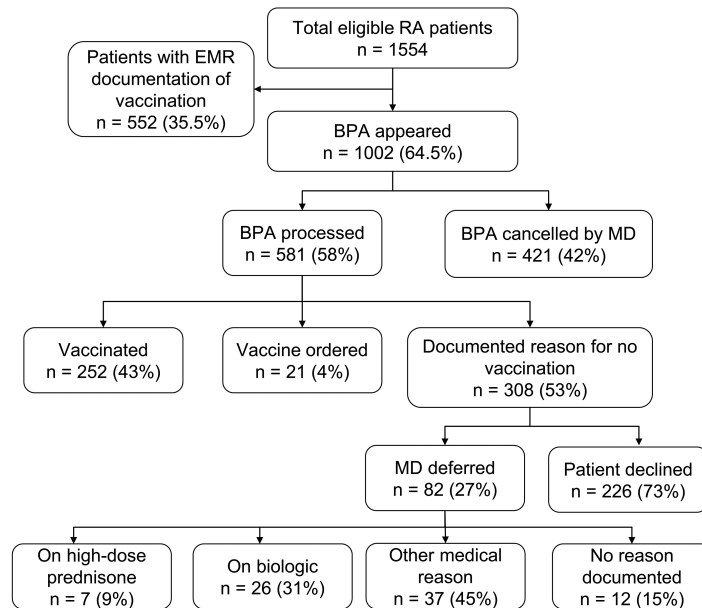 Total eligible RA patients
n = 1554
Patients with EMR
documentation of
vaccination
n = 552 (35.5%)
BPA appeared
n = 1002 (64.5%)
BPA processed
n = 581 (58%)
BPA cancelled by MD
n = 421 (42%)
Vaccinated
n = 252 (43%)
Vaccine ordered
n = 21 (4%)
Documented reason for no
vaccination
n = 308 (53%)
MD deferred
n = 82 (27%)
Patient declined
n = 226 (73%)
On high-dose
prednisone
n = 7 (9%)
On biologic
n = 26 (31%)
Other medical
reason
n = 37 (45%)
No reason
documented
n = 12 (15%)